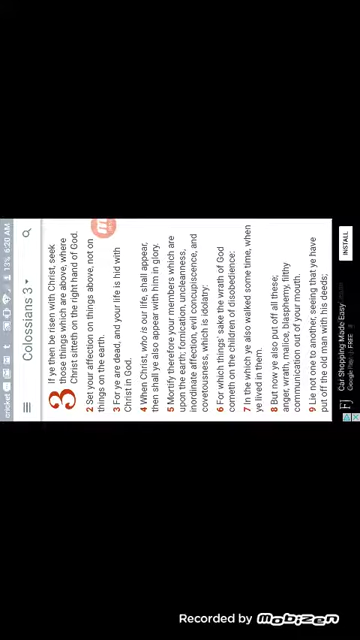 cricket
13% 6:20 AM
Colossians 3
3 If ye then be risen with Christ, seek
those things which are above, where
Christ sitteth on the right hand of God.
2 Set your affection on things above, not on
things on the earth.
3 For ye are dead, and your life is hid with
Christ in God.
4 When Christ, who is our life, shall appear,
then shall ye also appear with him in glory.
5 Mortify therefore your members which are
upon the earth; fornication, uncleanness,
inordinate affection, evil concupiscence, and
covetousness, which is idolatry:
6 For which things' sake the wrath of God
cometh on the children of disobedience:
7 In the which ye also walked some time, when
ye lived in them.
8 But now ye also put off all these;
anger, wrath, malice, blasphemy, filthy
communication out of your mouth.
9 Lie not one to another, seeing that ye have
put off the old man with his deeds;
FJ
Car Shopping Made Easy
Google Play FREE
INSTALL
Recorded by Mobizen